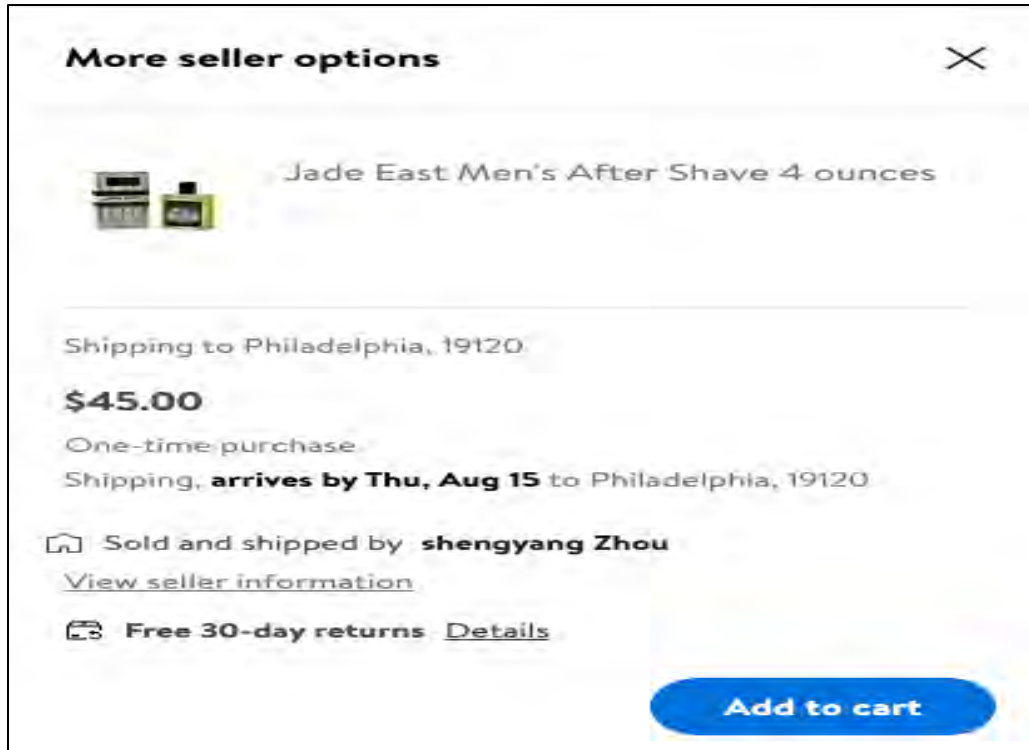 More seller options
Jade East Men's After Shave 4 ounces
Shipping to Philadelphia, 19120
$45.00
One-time purchase
Shipping, arrives by Thu, Aug 15 to Philadelphia, 19120
Sold and shipped by shengyang Zhou
View seller information
Free 30-day returns Details
Add to cart